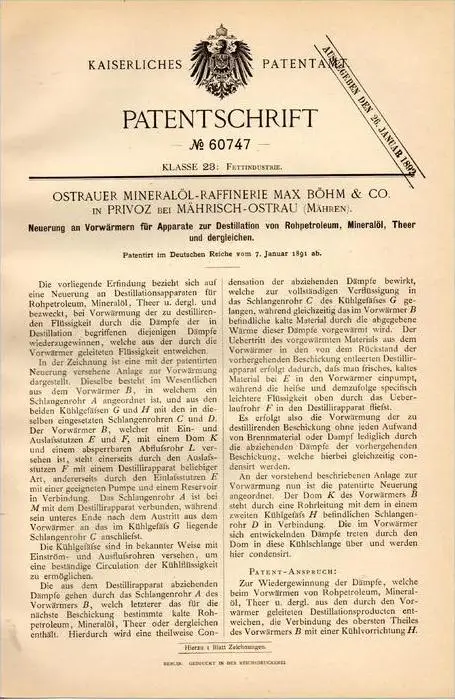 KAISERLICHES PATENTAMT.
AUSGEGEBEN DEN 26. JANUAR 1892.
PATENTSCHRIFT
— № 60747 —
KLASSE 23: FETTINDUSTRIE.
OSTRAUER MINERALÖL-RAFFINERIE MAX BÖHM & CO.
IN PRIVOZ BEI MÄHRISCH-OSTRAU (MÄHREN).
Neuerung an Vorwärmern für Apparate zur Destillation von Rohpetroleum, Mineralöl, Theer
und dergleichen.
Patentirt im Deutschen Reiche vom 7. Januar 1891 ab.
Die vorliegende Erfindung bezieht sich auf
eine Neuerung an Destillationsapparaten für
Rohpetroleum, Mineralöl, Theer u. dergl. und
bezweckt, bei Vorwärmung der zu destilliren-
den Flüssigkeit durch die Dämpfe der in
Destillation begriffenen diejenigen Dämpfe
wiederzugewinnen, welche aus der durch die
Vorwärmer geleiteten Flüssigkeit entweichen.
In der Zeichnung ist eine mit der patentirten
Neuerung versehene Anlage zur Vorwärmung
dargestellt. Dieselbe besteht im Wesentlichen
aus dem Vorwärmer B, in welchem ein
Schlangenrohr A angeordnet ist, und aus den
beiden Kühlgefäßen G und H mit den in die-
selben eingesetzten Schlangenrohren C und D.
Der Vorwärmer B, welcher mit Ein- und
Auslafsstutzen E und F, mit einem Dom K
und einem absperrbaren Abflufsrohr L ver-
sehen ist, steht einerseits durch den Auslafs-
stutzen F mit einem Destillirapparat beliebiger
Art, andererseits durch den Einlafsstutzen E
mit einer geeigneten Pumpe und einem Reservoir
in Verbindung. Das Schlangenrohr A ist bei
M mit dem Destillirapparat verbunden, während
sein unteres Ende nach dem Austritt aus dem
Vorwärmer an das im Kühlgefäß G liegende
Schlangenrohr C anschliefst.
Die Kühlgefäße sind in bekannter Weise mit
Einström- und Ausflufsrohren versehen, um
eine beständige Circulation der Kühlflüssigkeit
zu ermöglichen.
Die aus dem Destillirapparat abziehenden
Dämpfe gehen durch das Schlangenrohr A des
Vorwärmers B, welch letzterer das für die
nächste Beschickung bestimmte kalte Roh-
petroleum, Mineralöl, Theer oder dergleichen
enthält. Hierdurch wird eine theilweise Con-
densation der abziehenden Dämpfe bewirkt,
welche zur vollständigen Verflüssigung in
das Schlangenrohr C des Kühlgefäßes G ge-
langen, während gleichzeitig das im Vorwärmer B
befindliche kalte Material durch die abgegebene
Wärme dieser Dämpfe vorgewärmt wird. Der
Uebertritt des vorgewärmten Materials aus dem
Vorwärmer in den von dem Rückstand der
vorhergehenden Beschickung entleerten Destillir-
apparat erfolgt dadurch, dafs man frisches, kaltes
Material bei E in den Vorwärmer einpumpt,
während die heiße und demzufolge specifisch
leichtere Flüssigkeit oben durch das Ueber-
laufrohr F in den Destillirapparat fliefst.
Es erfolgt also die Vorwärmung der zu
destillirenden Beschickung ohne jeden Aufwand
von Brennmaterial oder Dampf lediglich durch
die abziehenden Dämpfe der vorhergehenden
Beschickung, welche hierbei gleichzeitig con-
densirt werden.
An der vorstehend beschriebenen Anlage zur
Vorwärmung nun ist die patentirte Neuerung
angeordnet. Der Dom K des Vorwärmers B
steht durch eine Rohrleitung mit dem in einem
zweiten Kühlgefäß H befindlichen Schlangen-
rohr D in Verbindung. Die im Vorwärmer
sich entwickelnden Dämpfe treten durch den
Dom in diese Kühlschlange über und werden
hier condensirt.
PATENT-ANSPRUCH:
Zur Wiedergewinnung der Dämpfe, welche
beim Vorwärmen von Rohpetroleum, Mineral-
öl, Theer u. dergl. aus den durch den Vor-
wärmer geleiteten Destillationsproducten ent-
weichen, die Verbindung des obersten Theiles
des Vorwärmers B mit einer Kühlvorrichtung H.
Hierzu 1 Blatt Zeichnungen.
BERLIN. GEDRUCKT IN DER REICHSDRUCKEREI.